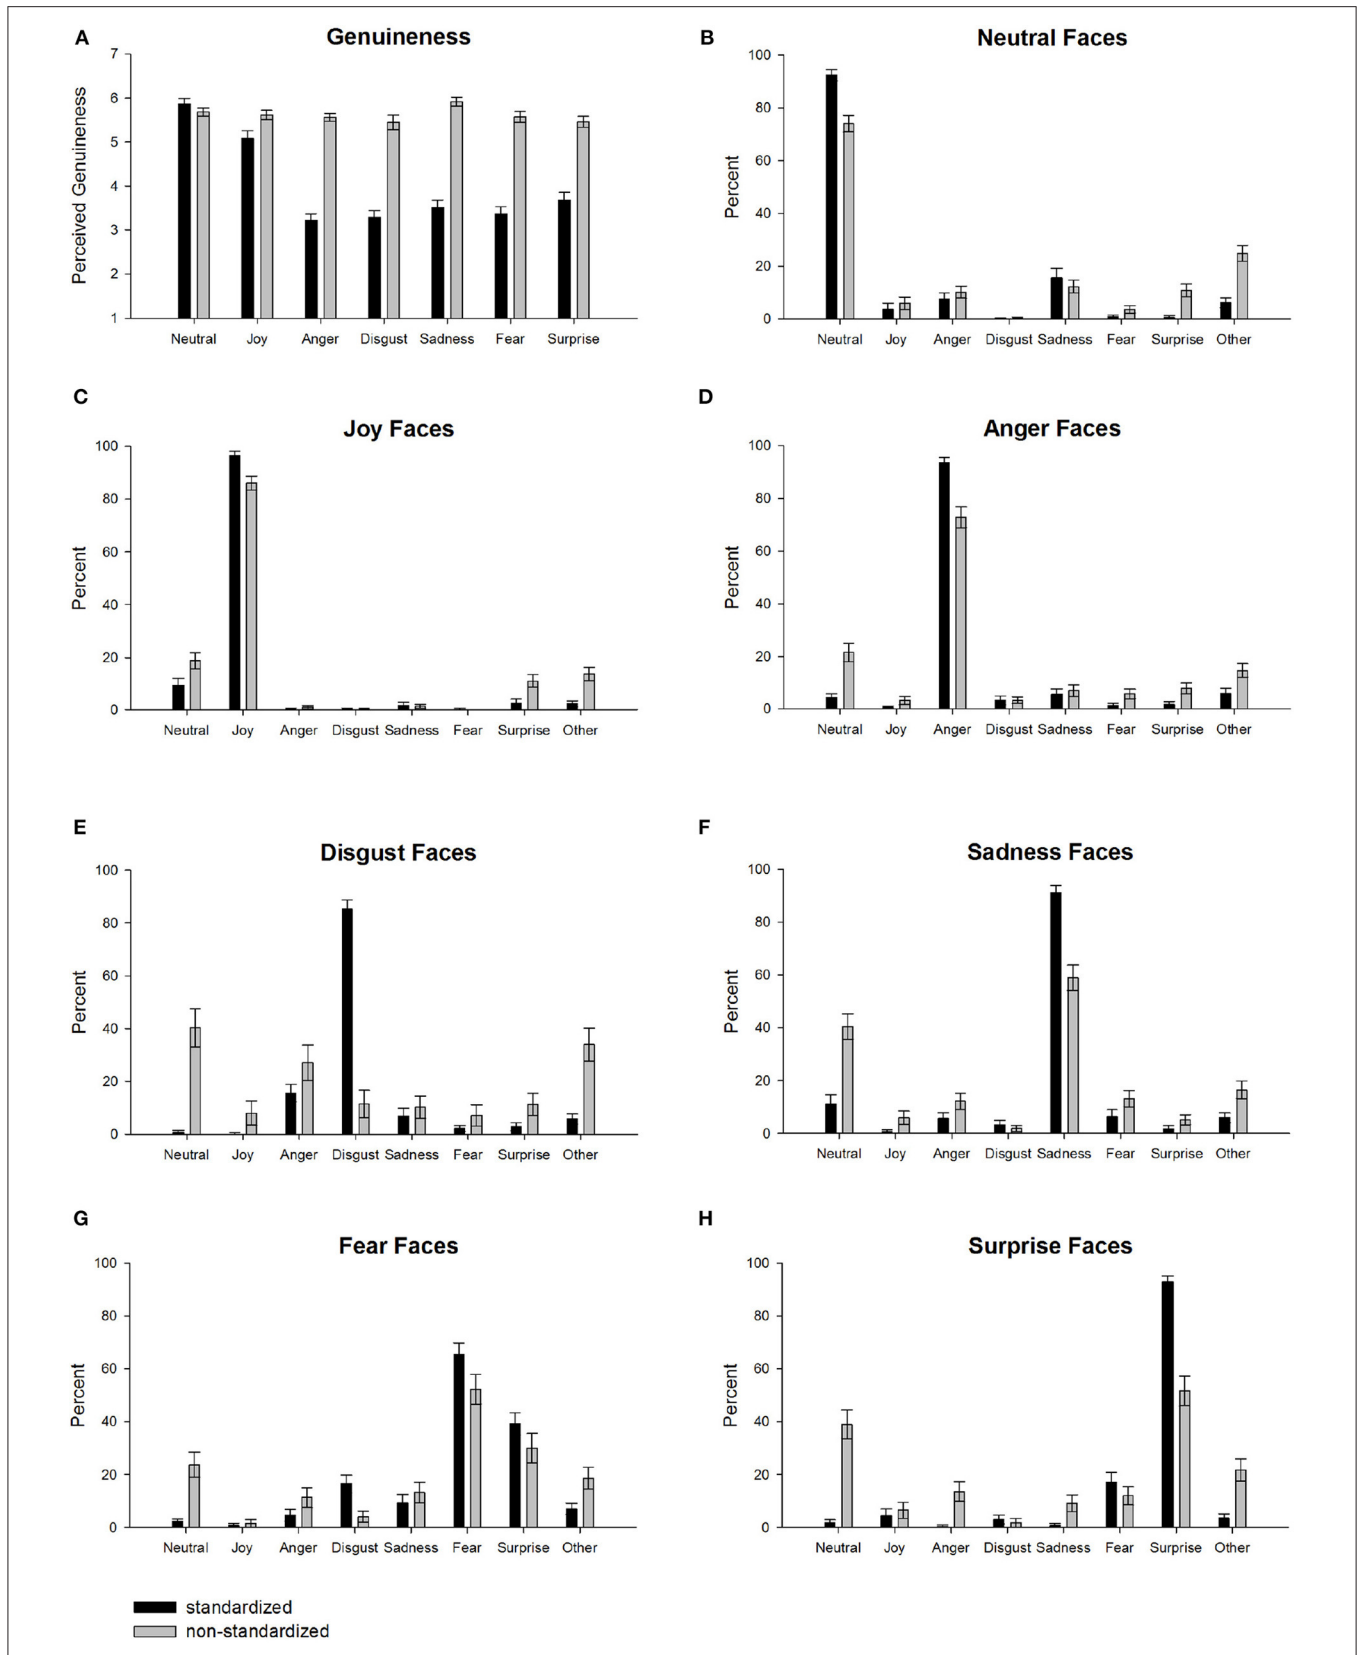 A
Genuineness
Perceived Genuineness
7
6
5
4
3
2
1
Neutral Joy Anger Disgust Sadness Fear Surprise
B
Neutral Faces
Percent
100
80
60
40
20
0
Neutral Joy Anger Disgust Sadness Fear Surprise Other
C
Joy Faces
Percent
100
80
60
40
20
0
Neutral Joy Anger Disgust Sadness Fear Surprise Other
D
Anger Faces
Percent
100
80
60
40
20
0
Neutral Joy Anger Disgust Sadness Fear Surprise Other
E
Disgust Faces
Percent
100
80
60
40
20
0
Neutral Joy Anger Disgust Sadness Fear Surprise Other
F
Sadness Faces
Percent
100
80
60
40
20
0
Neutral Joy Anger Disgust Sadness Fear Surprise Other
G
Fear Faces
Percent
100
80
60
40
20
0
Neutral Joy Anger Disgust Sadness Fear Surprise Other
H
Surprise Faces
Percent
100
80
60
40
20
0
Neutral Joy Anger Disgust Sadness Fear Surprise Other
standardized
non-standardized